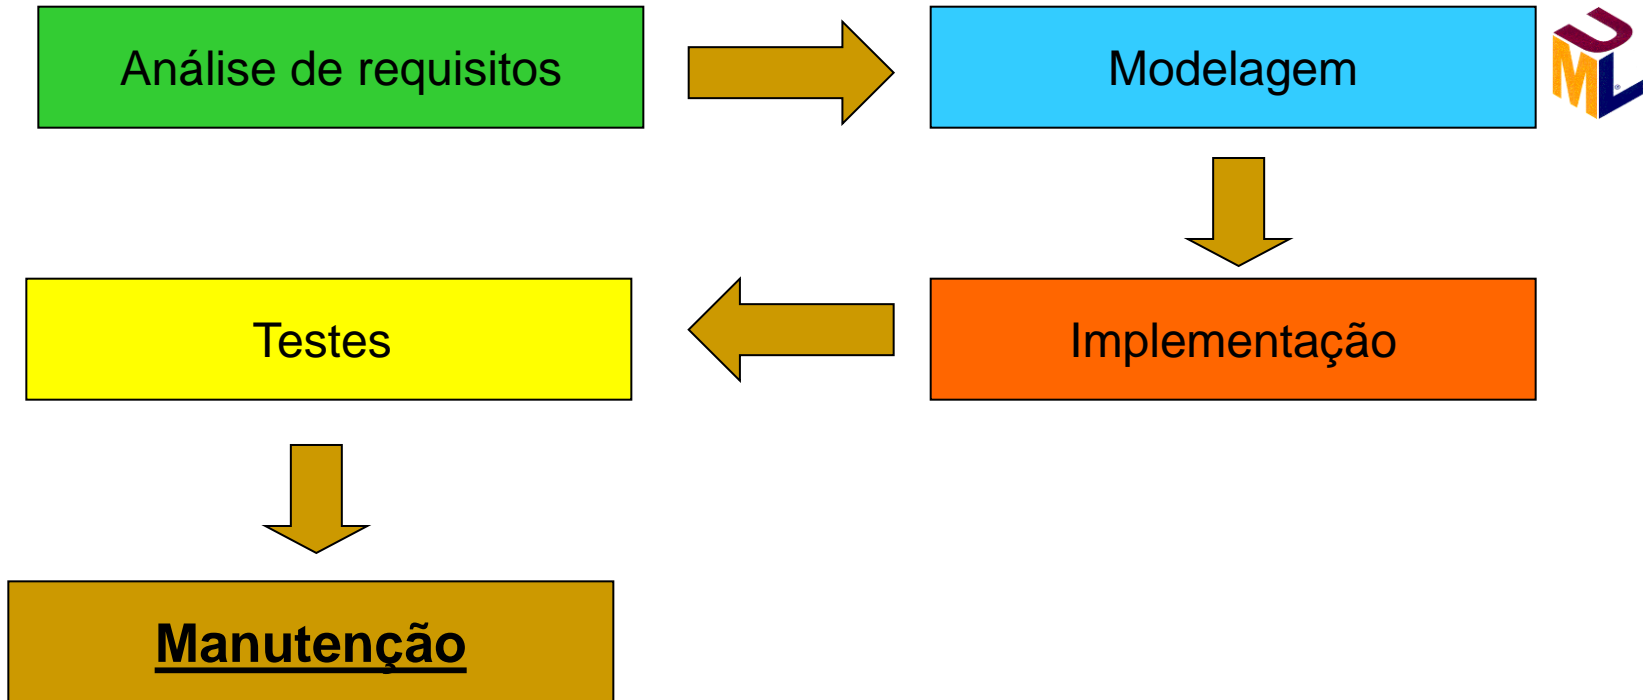 Análise de requisitos
Modelagem
UML
Testes
Implementação
Manutenção